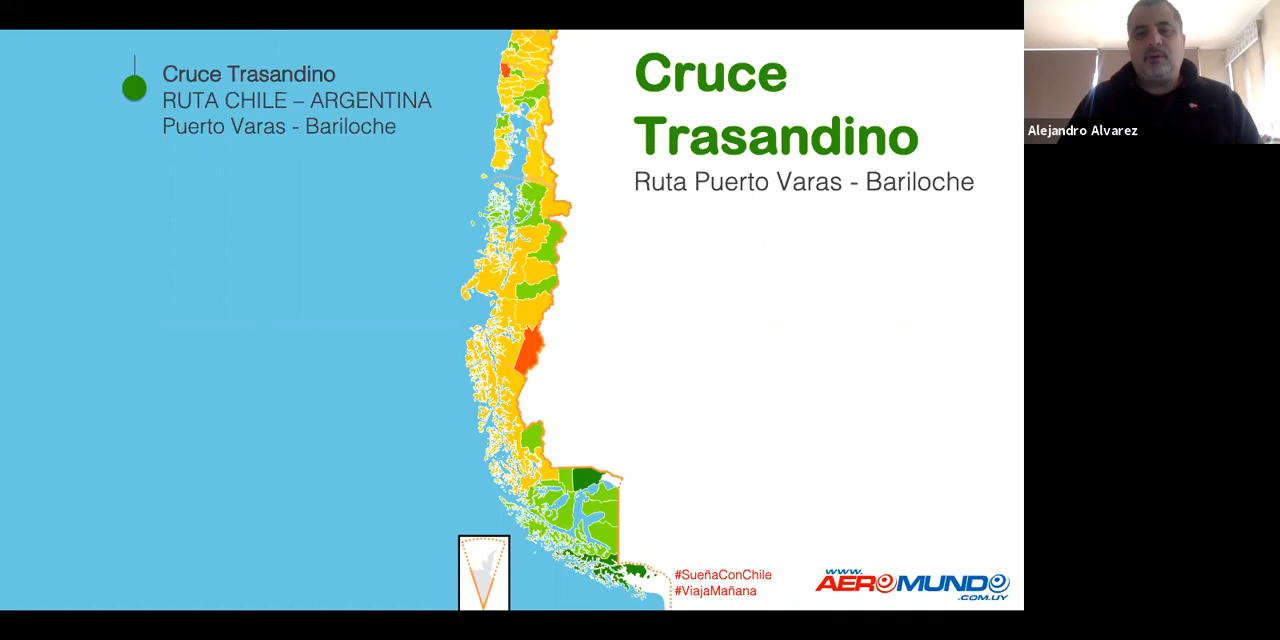 Cruce Trasandino
RUTA CHILE – ARGENTINA
Puerto Varas - Bariloche
Cruce
Trasandino
Ruta Puerto Varas - Bariloche
#SueñaConChile
#ViajaMañana
WWW.
AEROMUNDO
.COM.UY
Alejandro Alvarez